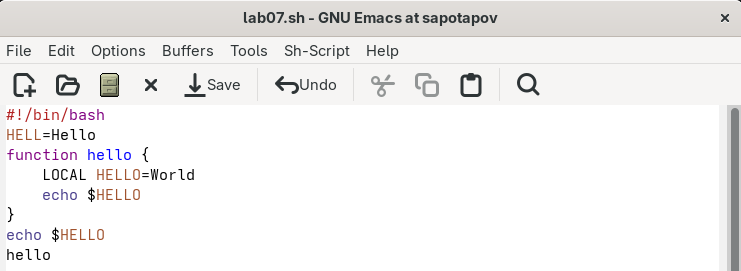 lab07.sh - GNU Emacs at sapotapov
File Edit Options Buffers Tools Sh-Script Help
Save Undo
#!/bin/bash
HELL=Hello
function hello {
    LOCAL HELLO=World
    echo $HELLO
}
echo $HELLO
hello